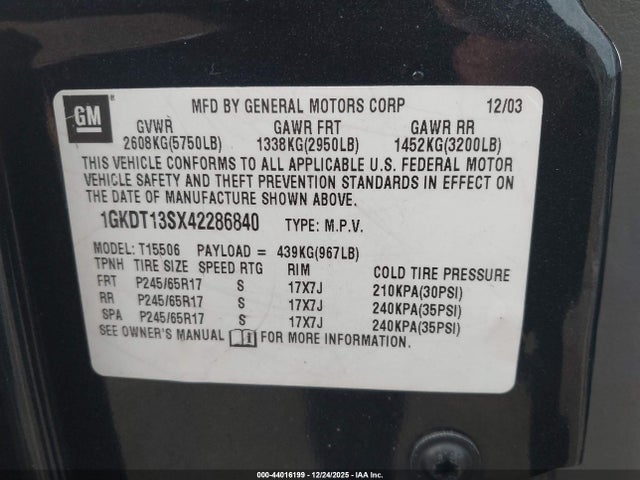 GM ®
MFD BY GENERAL MOTORS CORP 12/03
GVWR GAWR FRT GAWR RR
2608KG(5750LB) 1338KG(2950LB) 1452KG(3200LB)
THIS VEHICLE CONFORMS TO ALL APPLICABLE U.S. FEDERAL MOTOR
VEHICLE SAFETY AND THEFT PREVENTION STANDARDS IN EFFECT ON
THE DATE OF MANUFACTURE SHOWN ABOVE.
1GKDT13SX42286840 TYPE: M.P.V.
MODEL: T15506 PAYLOAD = 439KG(967LB)
TPNH TIRE SIZE SPEED RTG RIM COLD TIRE PRESSURE
FRT P245/65R17 S 17X7J 210KPA(30PSI)
RR P245/65R17 S 17X7J 240KPA(35PSI)
SPA P245/65R17 S 17X7J 240KPA(35PSI)
SEE OWNER'S MANUAL FOR MORE INFORMATION.
000-44016199 - 12/24/2025 - IAA Inc.